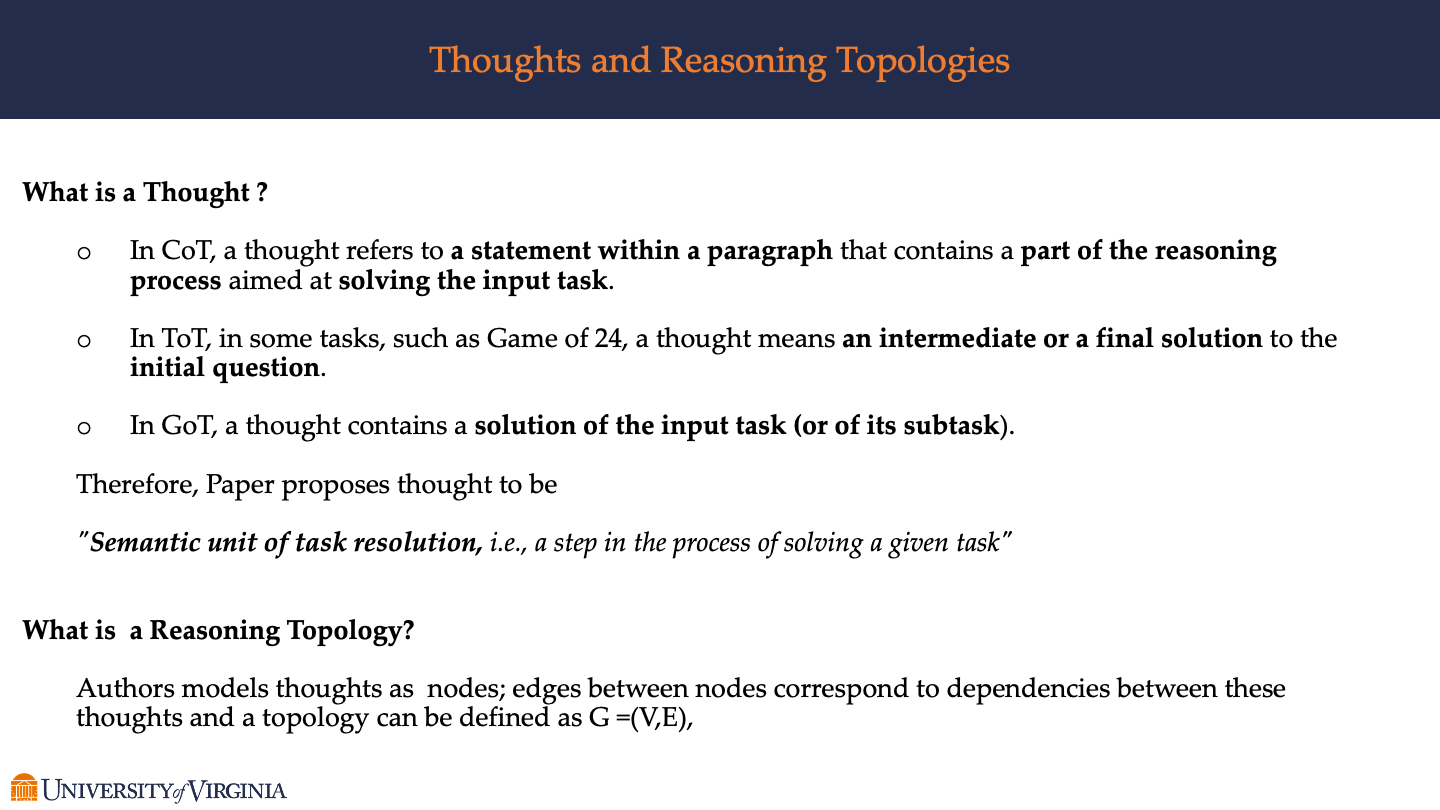 Thoughts and Reasoning Topologies
What is a Thought ?
o In CoT, a thought refers to a statement within a paragraph that contains a part of the reasoning
process aimed at solving the input task.
o In ToT, in some tasks, such as Game of 24, a thought means an intermediate or a final solution to the
initial question.
o In GoT, a thought contains a solution of the input task (or of its subtask).
Therefore, Paper proposes thought to be
"Semantic unit of task resolution, i.e., a step in the process of solving a given task"
What is  a Reasoning Topology?
Authors models thoughts as  nodes; edges between nodes correspond to dependencies between these
thoughts and a topology can be defined as G =(V,E),
UNIVERSITY of VIRGINIA